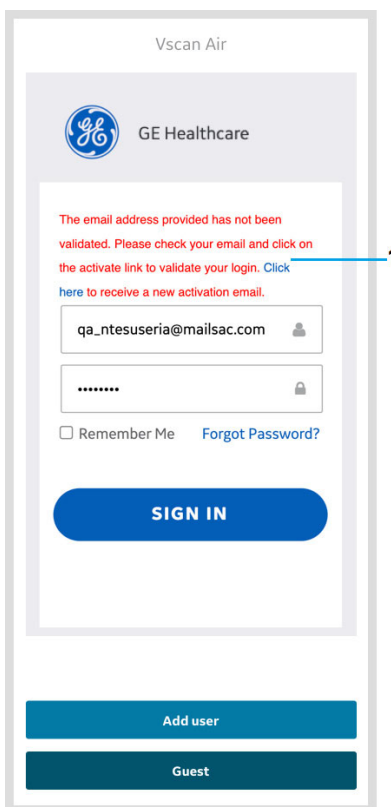 Vscan Air
GE Healthcare
The email address provided has not been
validated. Please check your email and click on
the activate link to validate your login. Click
here to receive a new activation email.
qa_ntesuseria@mailsac.com
••••••••
Remember Me Forgot Password?
SIGN IN
Add user
Guest